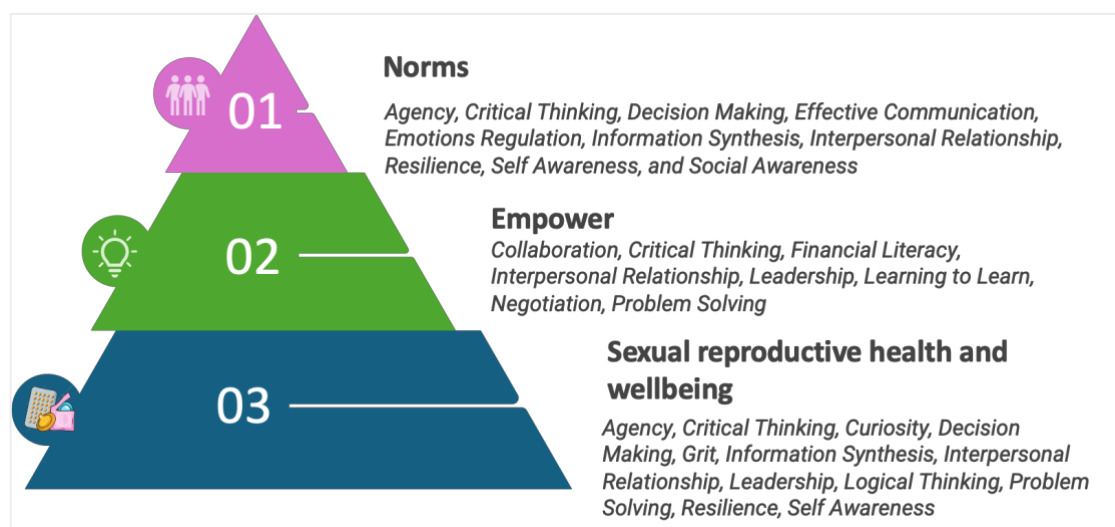 Norms
01
Agency, Critical Thinking, Decision Making, Effective Communication,
Emotions Regulation, Information Synthesis, Interpersonal Relationship,
Resilience, Self Awareness, and Social Awareness
Empower
02
Collaboration, Critical Thinking, Financial Literacy,
Interpersonal Relationship, Leadership, Learning to Learn,
Negotiation, Problem Solving
Sexual reproductive health and
wellbeing
03
Agency, Critical Thinking, Curiosity, Decision
Making, Grit, Information Synthesis, Interpersonal
Relationship, Leadership, Logical Thinking, Problem
Solving, Resilience, Self Awareness